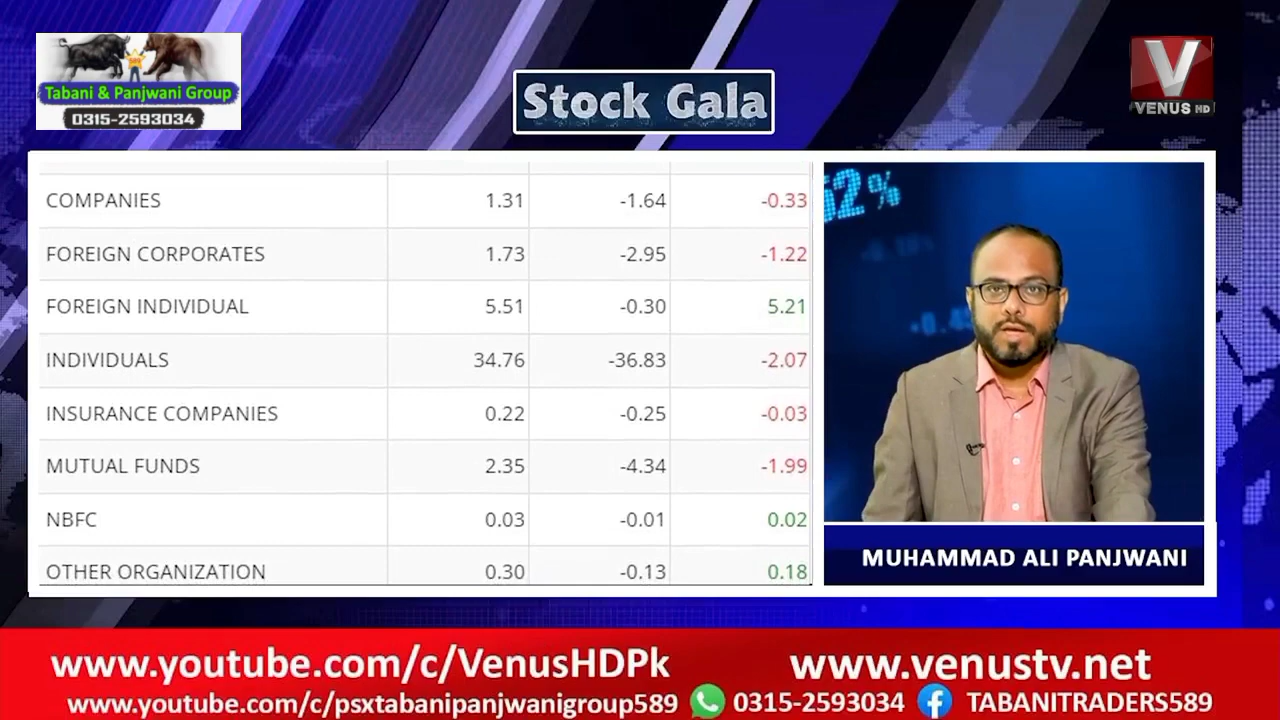 Tabani & Panjwani Group
0315-2593034
Stock Gala
V
VENUS HD
COMPANIES 1.31 -1.64 -0.33
FOREIGN CORPORATES 1.73 -2.95 -1.22
FOREIGN INDIVIDUAL 5.51 -0.30 5.21
INDIVIDUALS 34.76 -36.83 -2.07
INSURANCE COMPANIES 0.22 -0.25 -0.03
MUTUAL FUNDS 2.35 -4.34 -1.99
NBFC 0.03 -0.01 0.02
OTHER ORGANIZATION 0.30 -0.13 0.18
MUHAMMAD ALI PANJWANI
www.youtube.com/c/VenusHDPk www.venustv.net
www.youtube.com/c/psxtabanipanjwanigroup589 0315-2593034 TABANITRADERS589